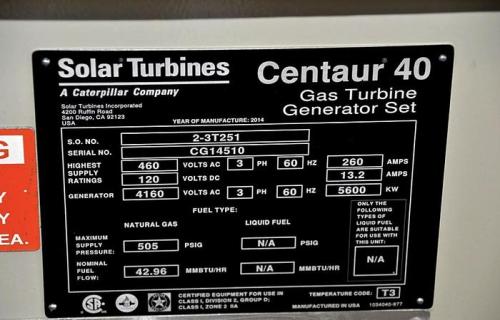 Solar Turbines
A Caterpillar Company
Solar Turbines Incorporated
4200 Ruffin Road
San Diego, CA 92123
USA
Centaur® 40
Gas Turbine
Generator Set
YEAR OF MANUFACTURE: 2014
S.O. NO. 2-3T251
SERIAL NO. CG14510
HIGHEST SUPPLY RATINGS 460 VOLTS AC 3 PH 60 HZ 260 AMPS
120 VOLTS DC 13.2 AMPS
GENERATOR 4160 VOLTS AC 3 PH 60 HZ 5600 KW
FUEL TYPE:
NATURAL GAS LIQUID FUEL
MAXIMUM SUPPLY PRESSURE: 505 PSIG N/A PSIG
NOMINAL FUEL FLOW: 42.96 MMBTU/HR N/A MMBTU/HR
ONLY THE
FOLLOWING
TYPES OF
LIQUID FUEL
ARE SUITABLE
FOR USE WITH
THIS UNIT:
N/A
CERTIFIED EQUIPMENT FOR USE IN
CLASS I, DIVISION 2, GROUP D;
CLASS I, ZONE 2 IIA
TEMPERATURE CODE: T3
MANUFACTURED IN USA
G
Y
Y
EA.